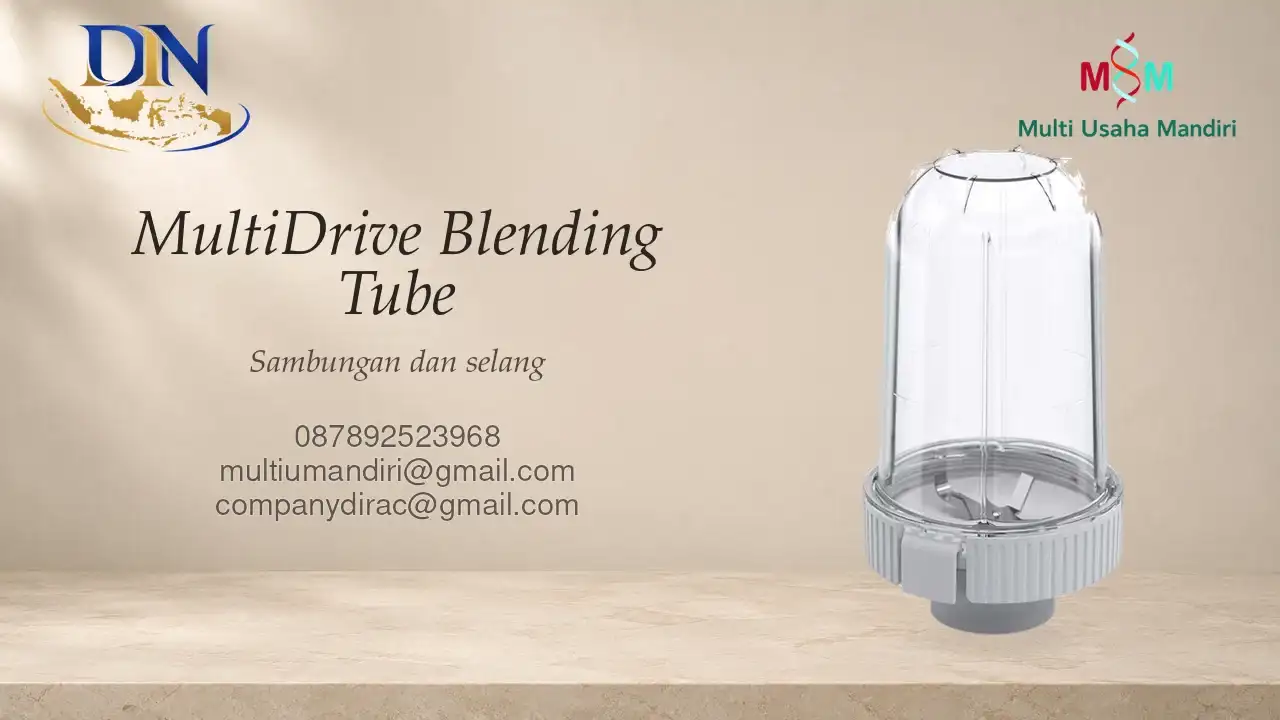 DN
MSM
Multi Usaha Mandiri
MultiDrive Blending
Tube
Sambungan dan selang
087892523968
multiumandiri@gmail.com
companydirac@gmail.com